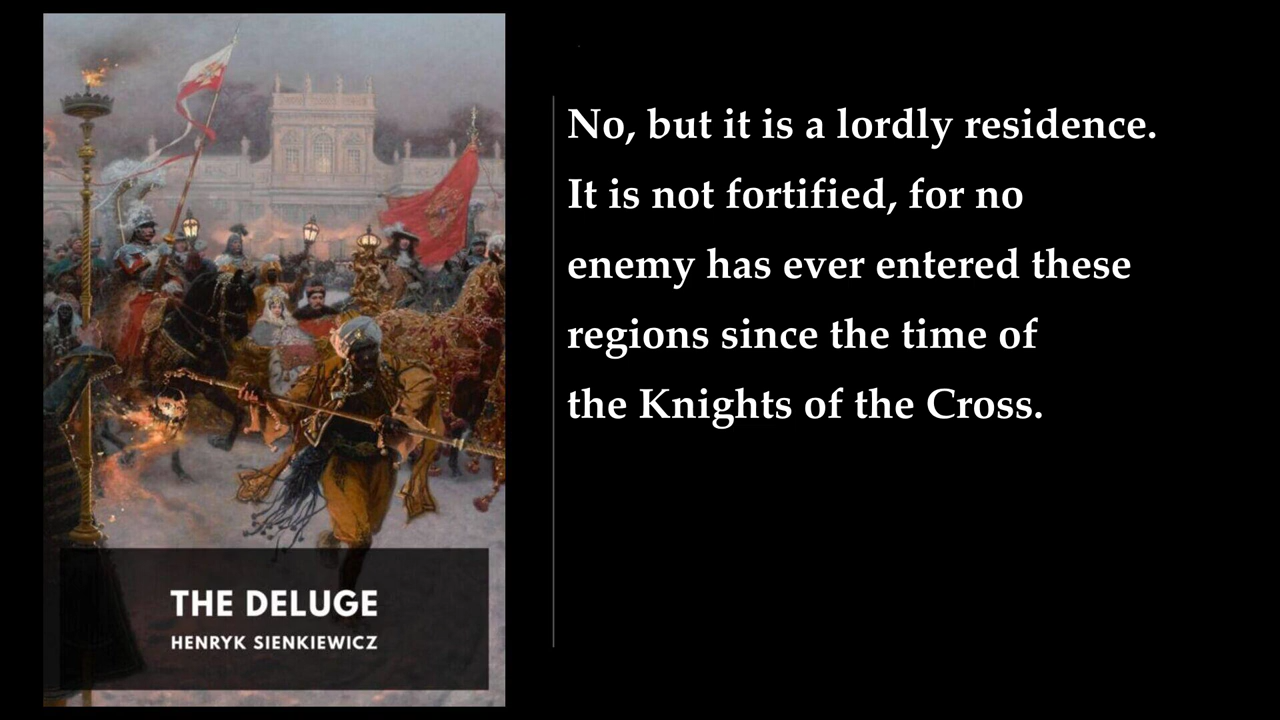 THE DELUGE
HENRYK SIENKIEWICZ
No, but it is a lordly residence.
It is not fortified, for no
enemy has ever entered these
regions since the time of
the Knights of the Cross.